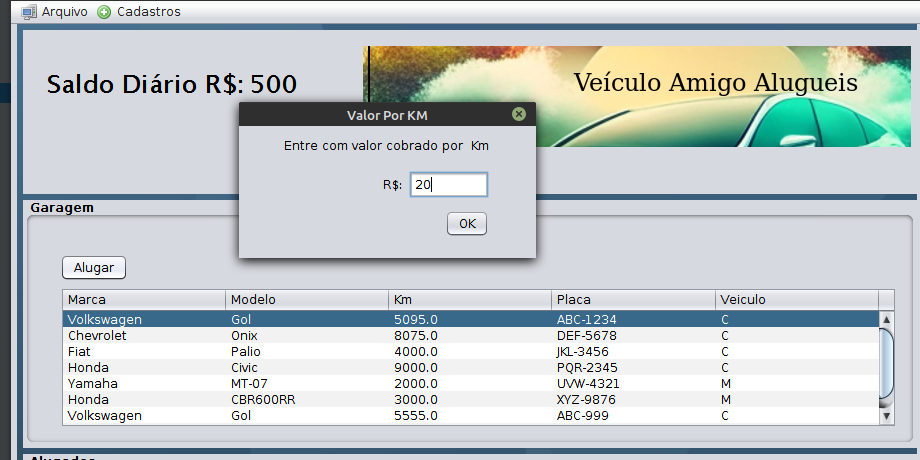 Arquivo Cadastros
Saldo Diário R$: 500
Veículo Amigo Alugueis
Valor Por KM
Entre com valor cobrado por Km
R$: 20
OK
Garagem
Alugar
Marca Modelo Km Placa Veiculo
Volkswagen Gol 5095.0 ABC-1234 C
Chevrolet Onix 8075.0 DEF-5678 C
Fiat Palio 4000.0 JKL-3456 C
Honda Civic 9000.0 PQR-2345 C
Yamaha MT-07 2000.0 UVW-4321 M
Honda CBR600RR 3000.0 XYZ-9876 M
Volkswagen Gol 5555.0 ABC-999 C